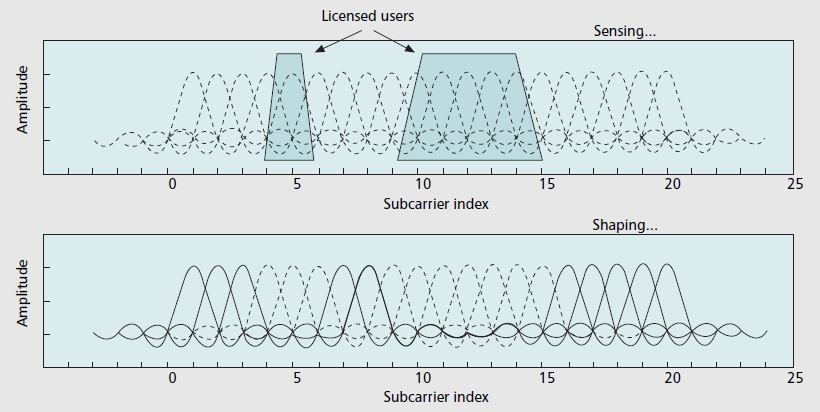 Licensed users
Sensing...
Amplitude
0 5 10 15 20 25
Subcarrier index
Shaping...
Amplitude
0 5 10 15 20 25
Subcarrier index